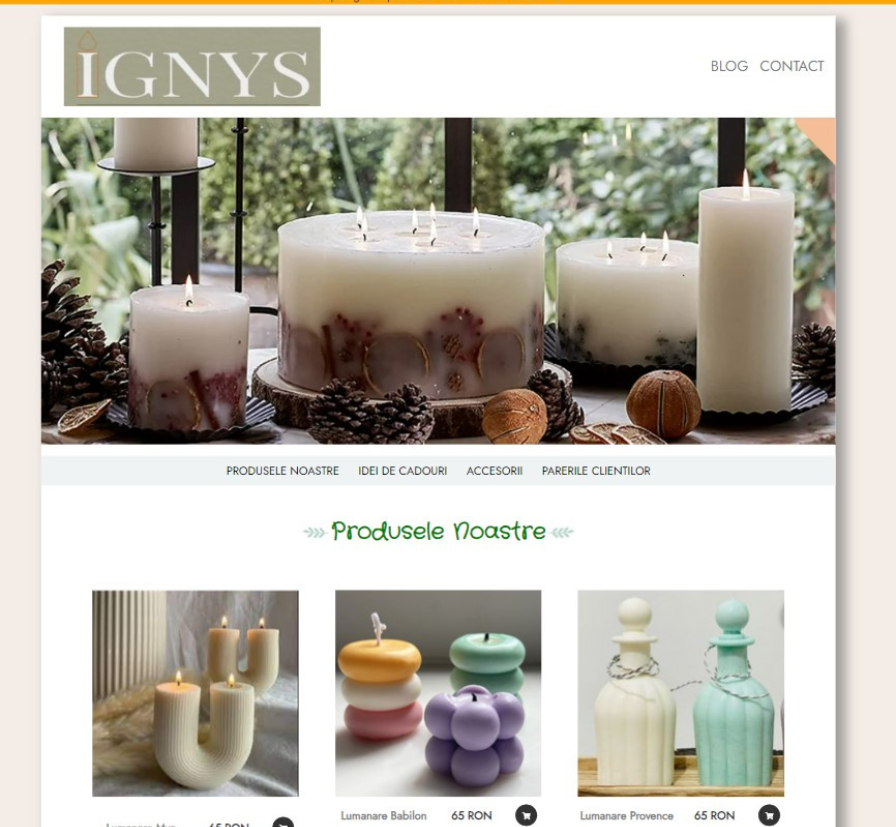 IGNYS
BLOG CONTACT
PRODUSELE NOASTRE IDEI DE CADOURI ACCESORII PARERILE CLIENTILOR
Produsele Noastre
Lumanare Babilon 65 RON Lumanare Provence 65 RON
65 RON